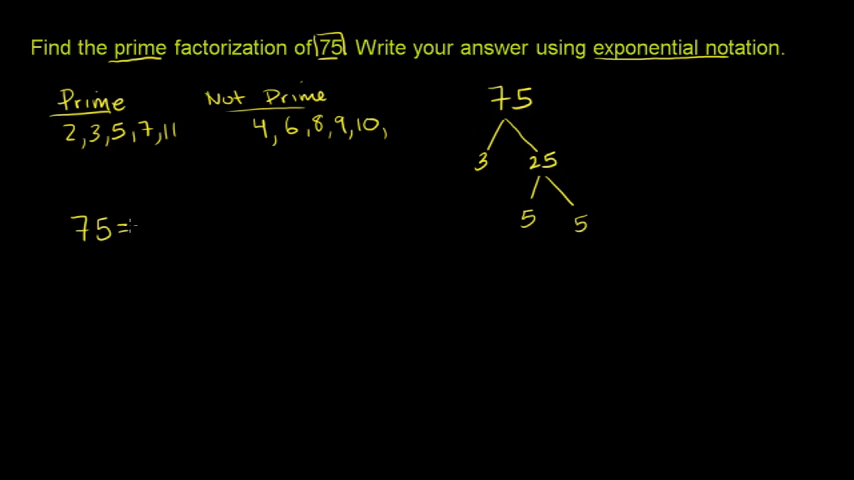 Find the prime factorization of 75. Write your answer using exponential notation.
Prime
2,3,5,7,11
Not Prime
4,6,8,9,10,
75
3 25
5 5
75=